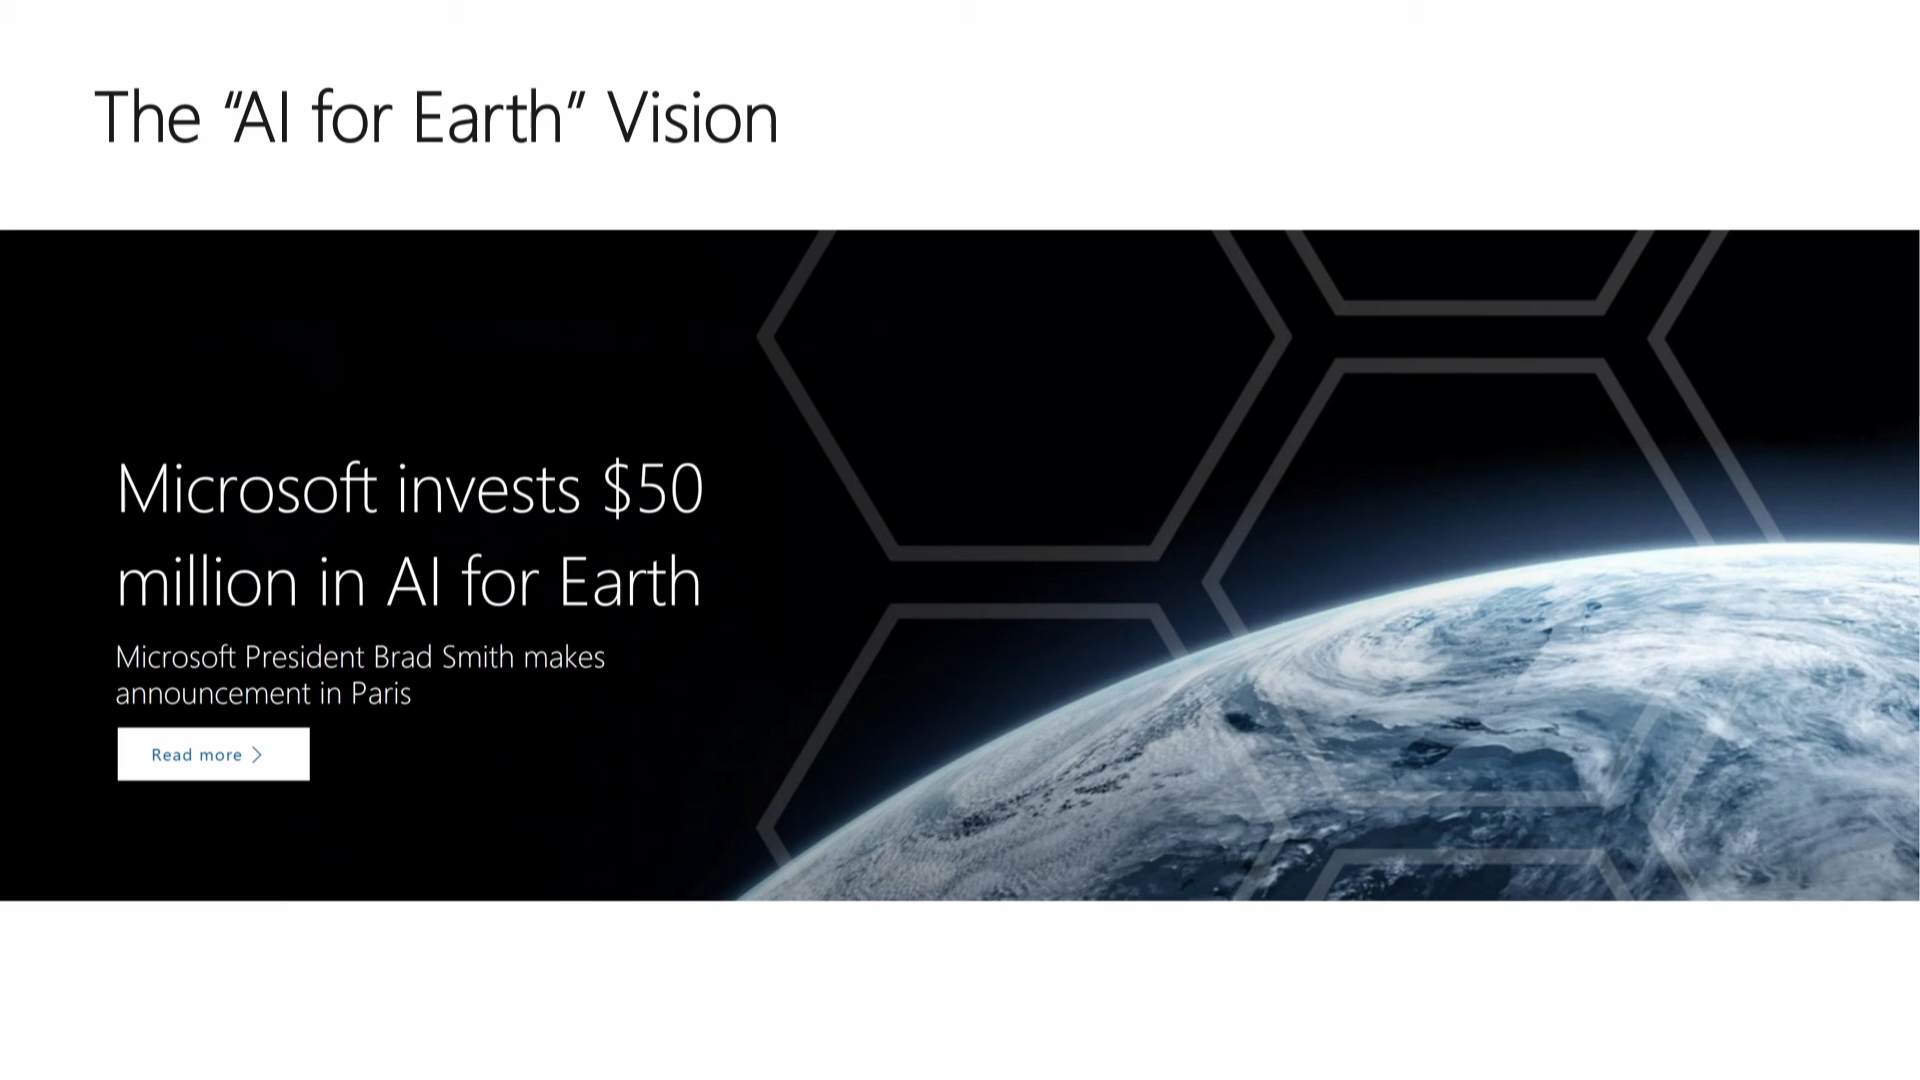 The “AI for Earth” Vision
Microsoft invests $50
million in AI for Earth
Microsoft President Brad Smith makes
announcement in Paris
Read more >